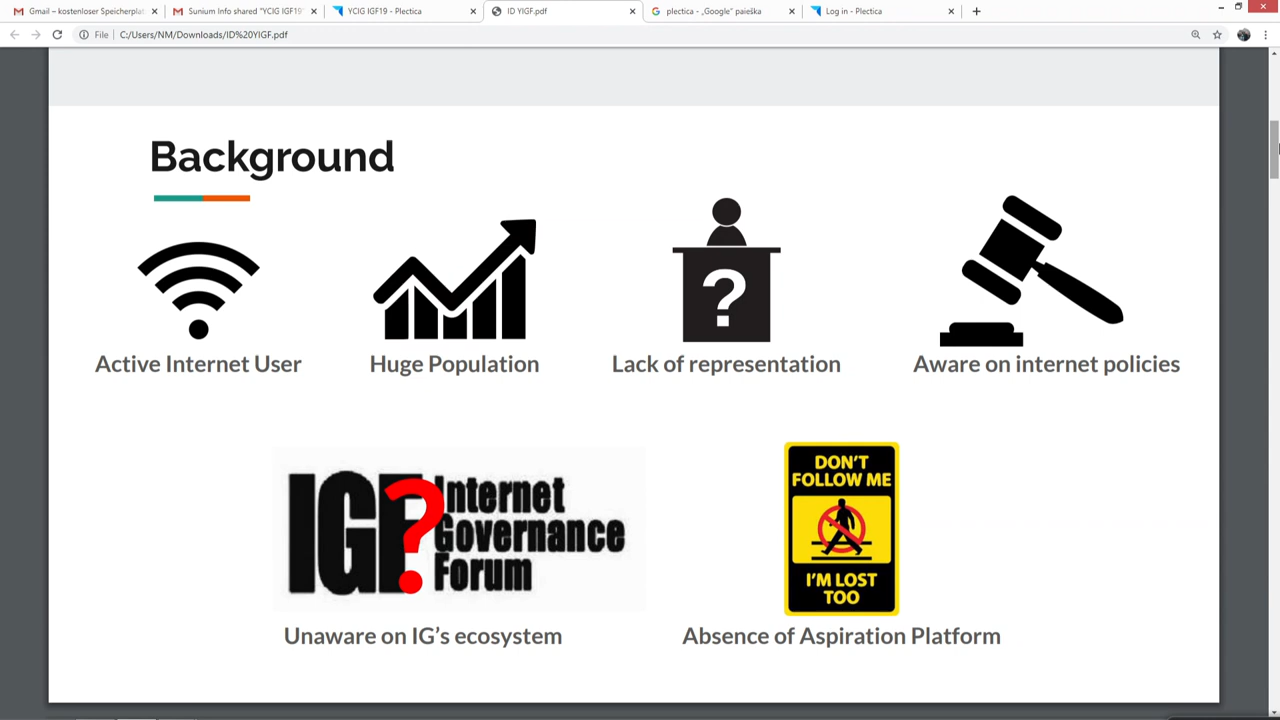 Gmail – kostenloser Speicherplat
Sunium Info shared "YCIG IGF19"
YCIG IGF19 - Plectica
ID YIGF.pdf
plectica - „Google“ paieška
Log in - Plectica
File
C:/Users/NM/Downloads/ID%20YIGF.pdf
Background
?
Active Internet User
Huge Population
Lack of representation
Aware on internet policies
IGF
?
Internet
Governance
Forum
DON'T
FOLLOW ME
I'M LOST
TOO
Unaware on IG’s ecosystem
Absence of Aspiration Platform